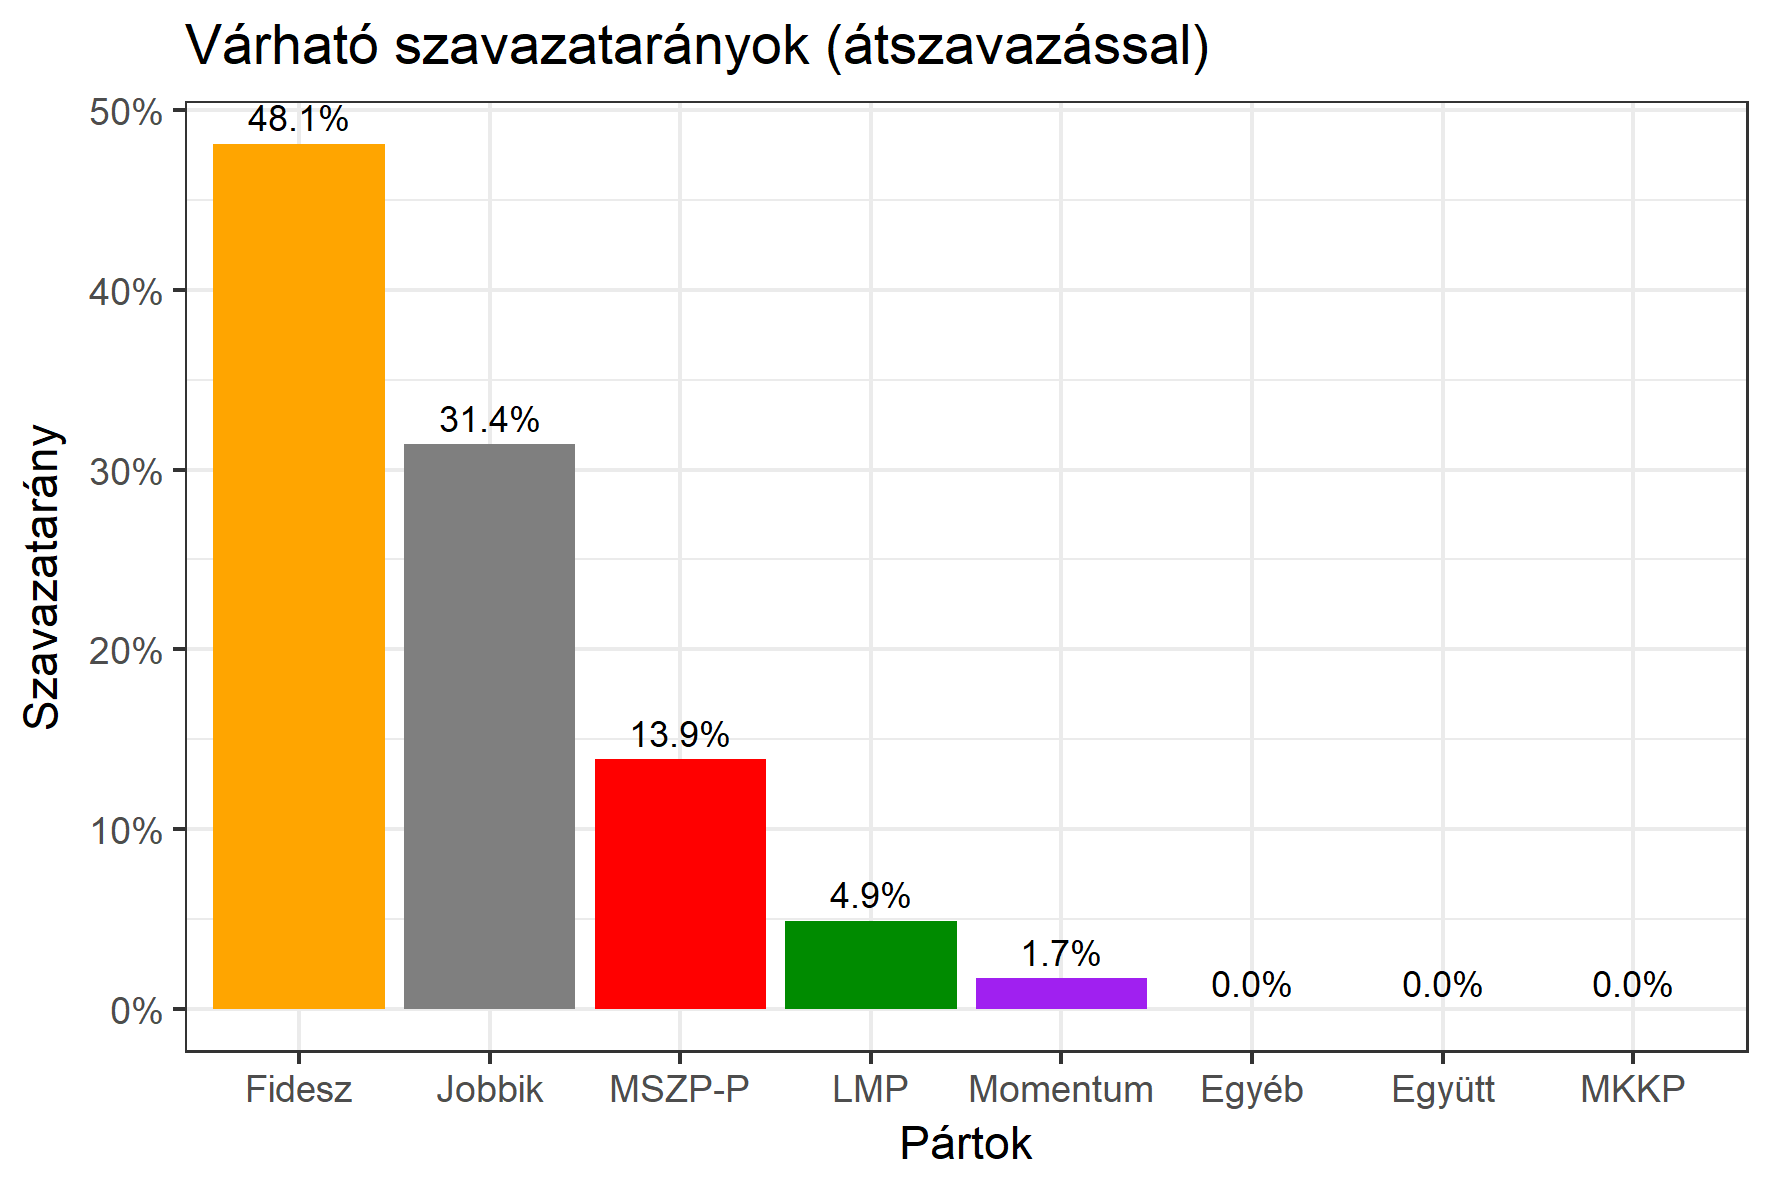 Várható szavazatarányok (átszavazással)
Szavazatarány
50%
40%
30%
20%
10%
0%
48.1%
31.4%
13.9%
4.9%
1.7%
0.0%
0.0%
0.0%
Fidesz
Jobbik
MSZP-P
LMP
Momentum
Egyéb
Együtt
MKKP
Pártok